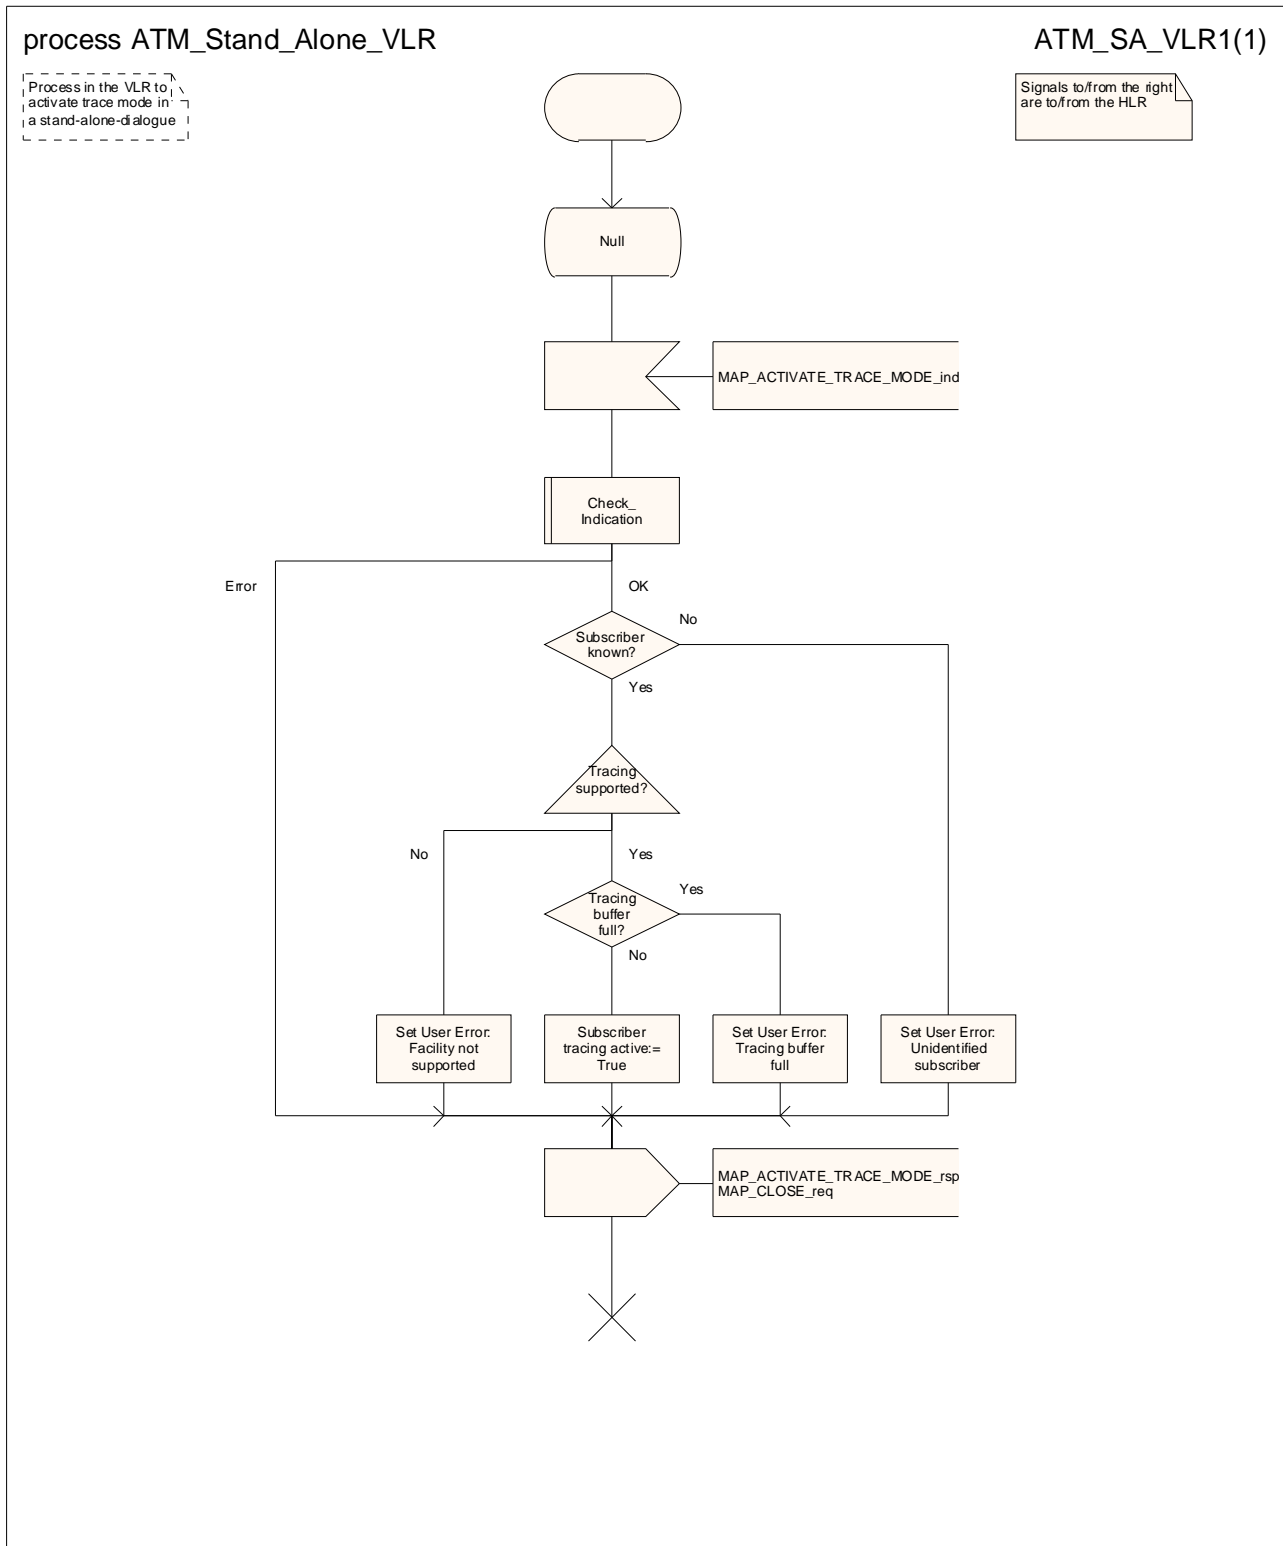 process ATM_Stand_Alone_VLR
ATM_SA_VLR1(1)
Process in the VLR to
activate trace mode in
a stand-alone-dialogue
Signals to/from the right
are to/from the HLR
Null
MAP_ACTIVATE_TRACE_MODE_ind
Check_
Indication
Error
OK
No
Subscriber
known?
Yes
Tracing
supported?
No
Yes
Yes
Tracing
buffer
full?
No
Set User Error:
Facility not
supported
Subscriber
tracing active:=
True
Set User Error:
Tracing buffer
full
Set User Error:
Unidentified
subscriber
MAP_ACTIVATE_TRACE_MODE_rsp
MAP_CLOSE_req